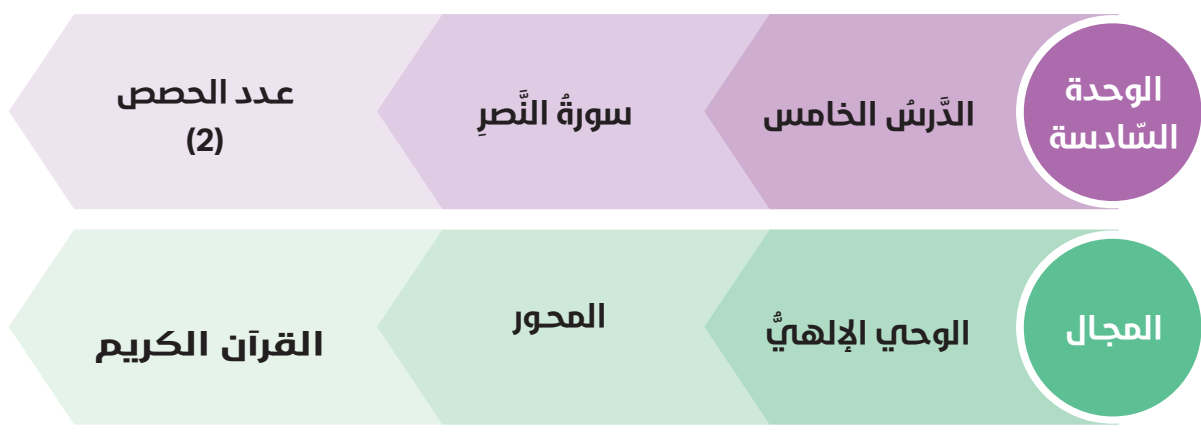 الوحدة
السّادسة
الدَّرسُ الخامس
سورةُ النَّصرِ
عدد الحصص
(2)
المجال
الوحي الإلهيُّ
المحور
القرآن الكريم